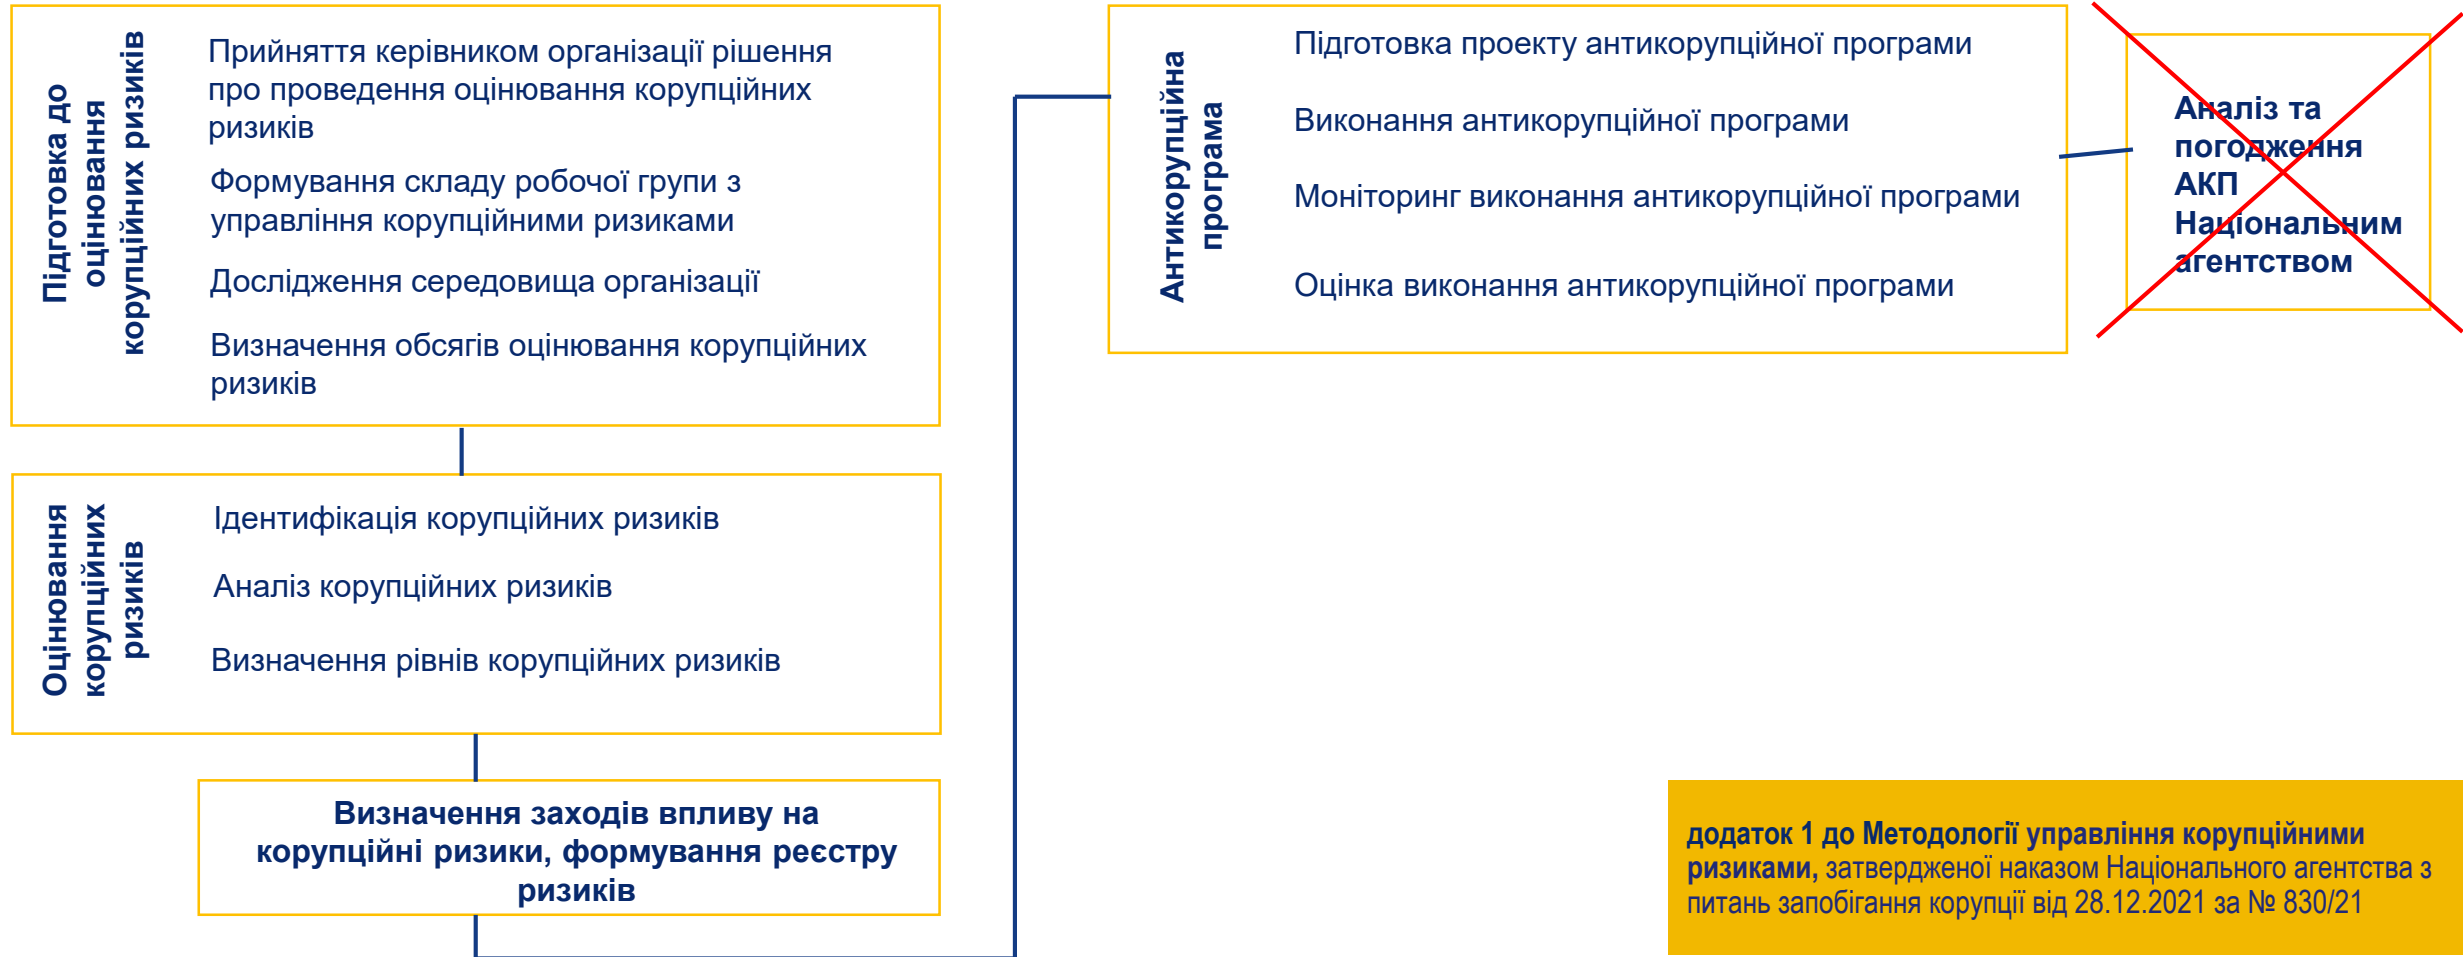 Підготовка до
оцінювання
корупційних ризиків
Прийняття керівником організації рішення
про проведення оцінювання корупційних
ризиків
Формування складу робочої групи з
управління корупційними ризиками
Дослідження середовища організації
Визначення обсягів оцінювання корупційних
ризиків
Оцінювання
корупційних
ризиків
Ідентифікація корупційних ризиків
Аналіз корупційних ризиків
Визначення рівнів корупційних ризиків
Визначення заходів впливу на
корупційні ризики, формування реєстру
ризиків
Антикорупційна
програма
Підготовка проекту антикорупційної програми
Виконання антикорупційної програми
Моніторинг виконання антикорупційної програми
Оцінка виконання антикорупційної програми
Аналіз та
погодження
АКП
Національним
агентством
додаток 1 до Методології управління корупційними
ризиками, затвердженої наказом Національного агентства з
питань запобігання корупції від 28.12.2021 за № 830/21